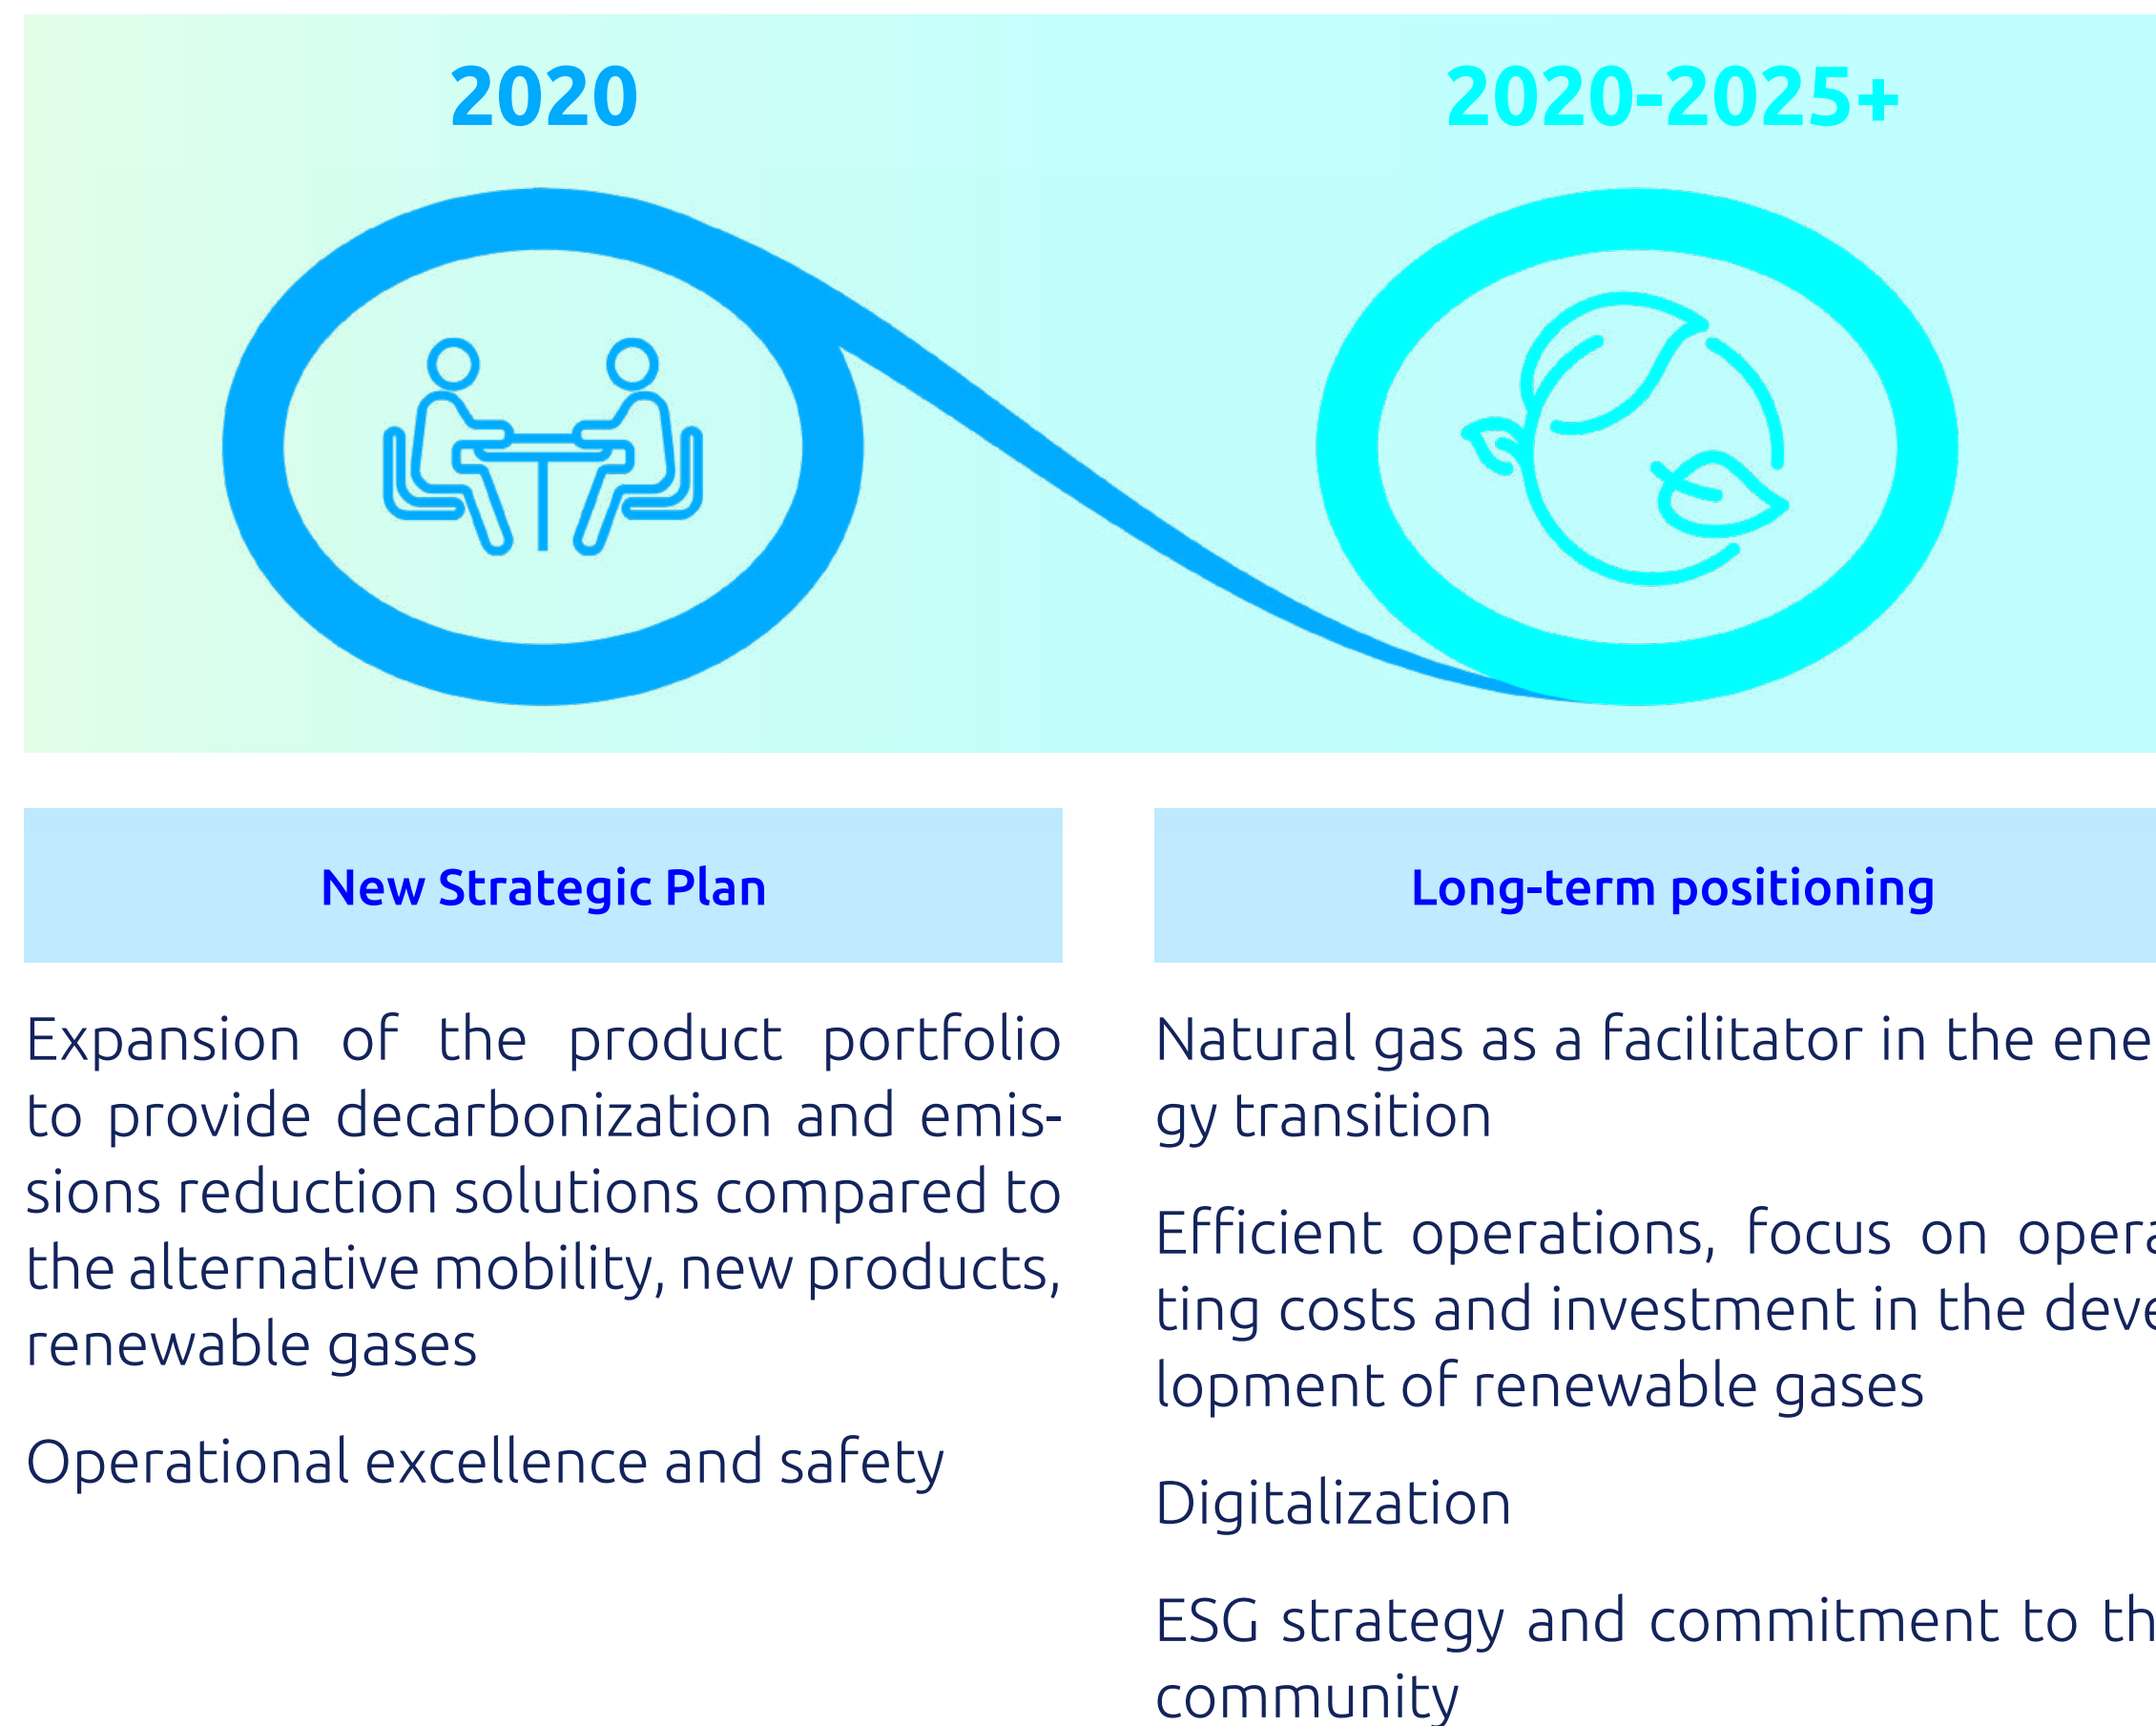 2020
2020-2025+
New Strategic Plan
Expansion of the product portfolio
to provide decarbonization and emis-
sions reduction solutions compared to
the alternative mobility, new products,
renewable gases
Operational excellence and safety
Long-term positioning
Natural gas as a facilitator in the ene
gy transition
Efficient operations, focus on opera
ting costs and investment in the deve
lopment of renewable gases
Digitalization
ESG strategy and commitment to th
community